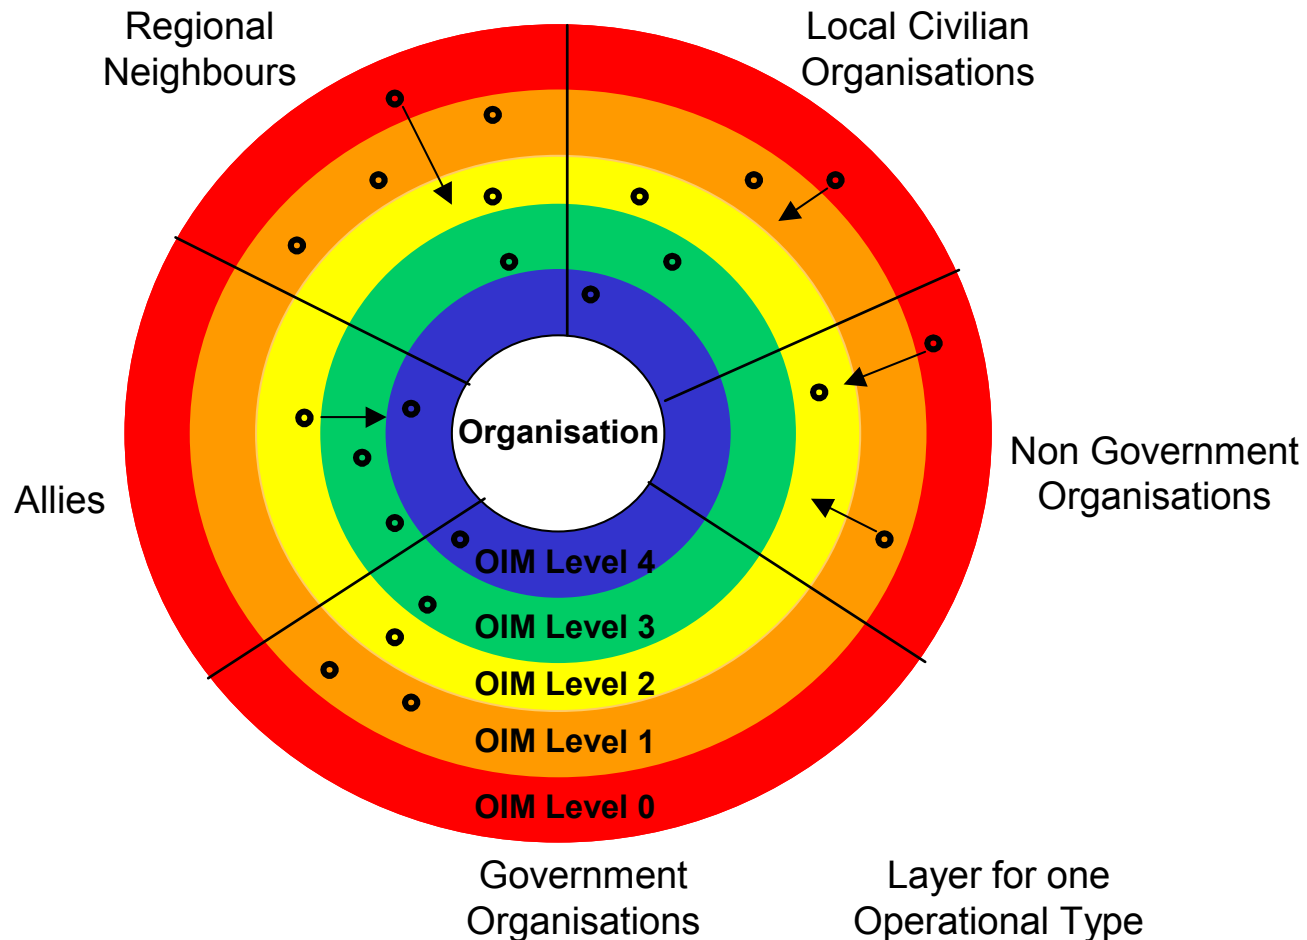 Regional
Neighbours
Local Civilian
Organisations
Organisation
Allies
Non Government
Organisations
OIM Level 4
OIM Level 3
OIM Level 2
OIM Level 1
OIM Level 0
Government
Organisations
Layer for one
Operational Type